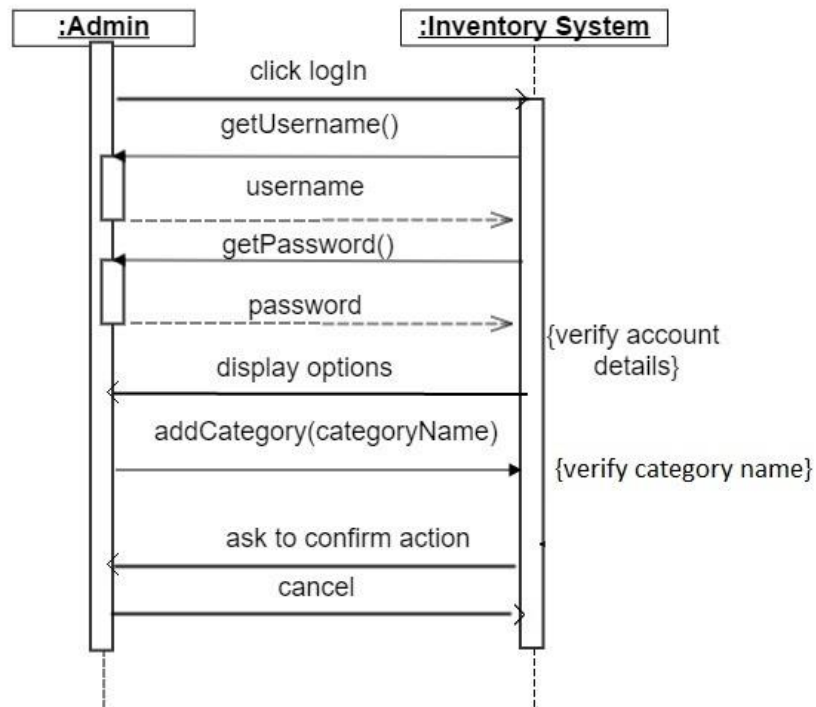 :Admin
:Inventory System
click logIn
getUsername()
username
getPassword()
password
{verify account
details}
display options
addCategory(categoryName)
{verify category name}
ask to confirm action
cancel